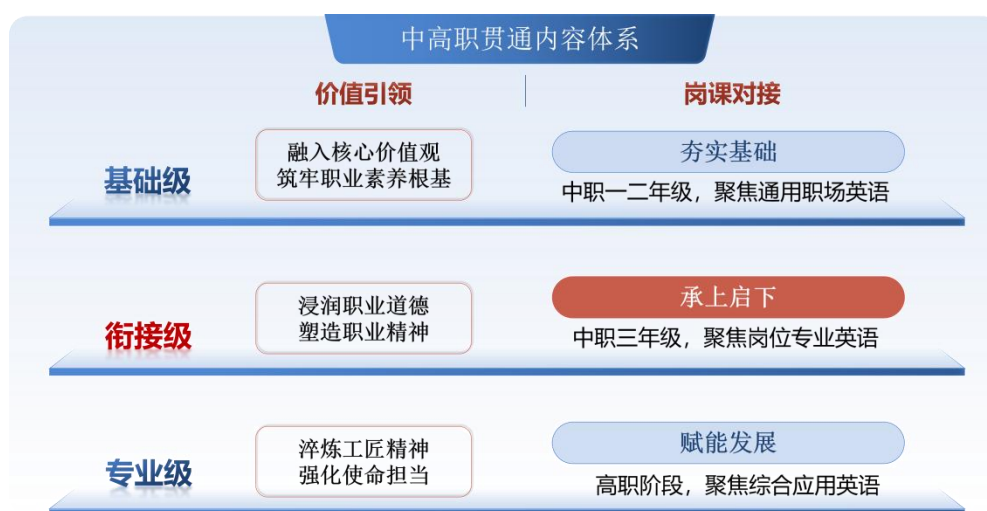 中高职贯通内容体系
价值引领
岗课对接
基础级
融入核心价值观
筑牢职业素养根基
夯实基础
中职一二年级，聚焦通用职场英语
衔接级
浸润职业道德
塑造职业精神
承上启下
中职三年级，聚焦岗位专业英语
专业级
淬炼工匠精神
强化使命担当
赋能发展
高职阶段，聚焦综合应用英语